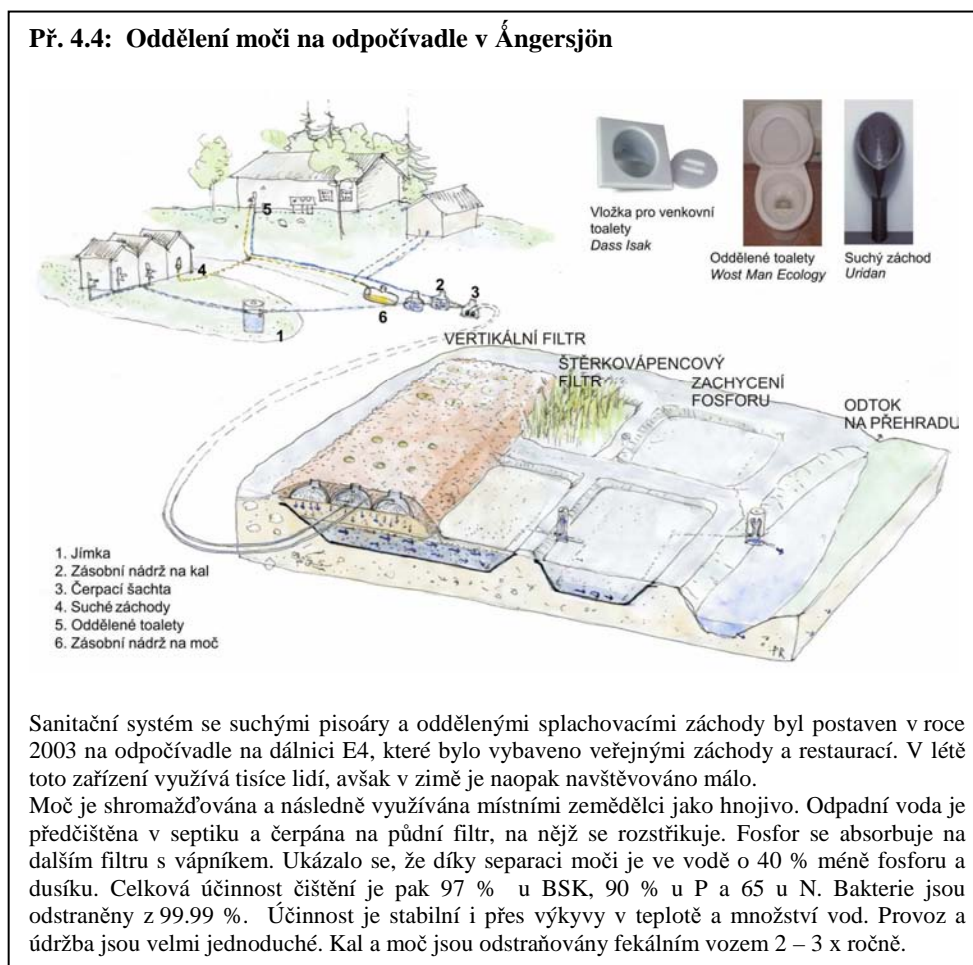 Př. 4.4: Oddělení moči na odpočívadle v Ångersjön
Vložka pro venkovní
toalety
Dass Isak
Oddělené toalety
Wost Man Ecology
Suchý záchod
Uridan
5
4
2
3
6
1
VERTIKÁLNÍ FILTR
ŠTĚRKOVÁPENCOVÝ
FILTR
ZACHYCENÍ
FOSFORU
ODTOK
NA PŘEHRADU
1. Jímka
2. Zásobní nádrž na kal
3. Čerpací šachta
4. Suché záchody
5. Oddělené toalety
6. Zásobní nádrž na moč
PR
Sanitační systém se suchými pisoáry a oddělenými splachovacími záchody byl postaven v roce
2003 na odpočívadle na dálnici E4, které bylo vybaveno veřejnými záchody a restaurací. V létě
toto zařízení využívá tisíce lidí, avšak v zimě je naopak navštěvováno málo.
Moč je shromažďována a následně využívána místními zemědělci jako hnojivo. Odpadní voda je
předčištěna v septiku a čerpána na půdní filtr, na nějž se rozstřikuje. Fosfor se absorbuje na
dalším filtru s vápníkem. Ukázalo se, že díky separaci moči je ve vodě o 40 % méně fosforu a
dusíku. Celková účinnost čištění je pak 97 % u BSK, 90 % u P a 65 u N. Bakterie jsou
odstraněny z 99.99 %. Účinnost je stabilní i přes výkyvy v teplotě a množství vod. Provoz a
údržba jsou velmi jednoduché. Kal a moč jsou odstraňovány fekálním vozem 2 – 3 x ročně.